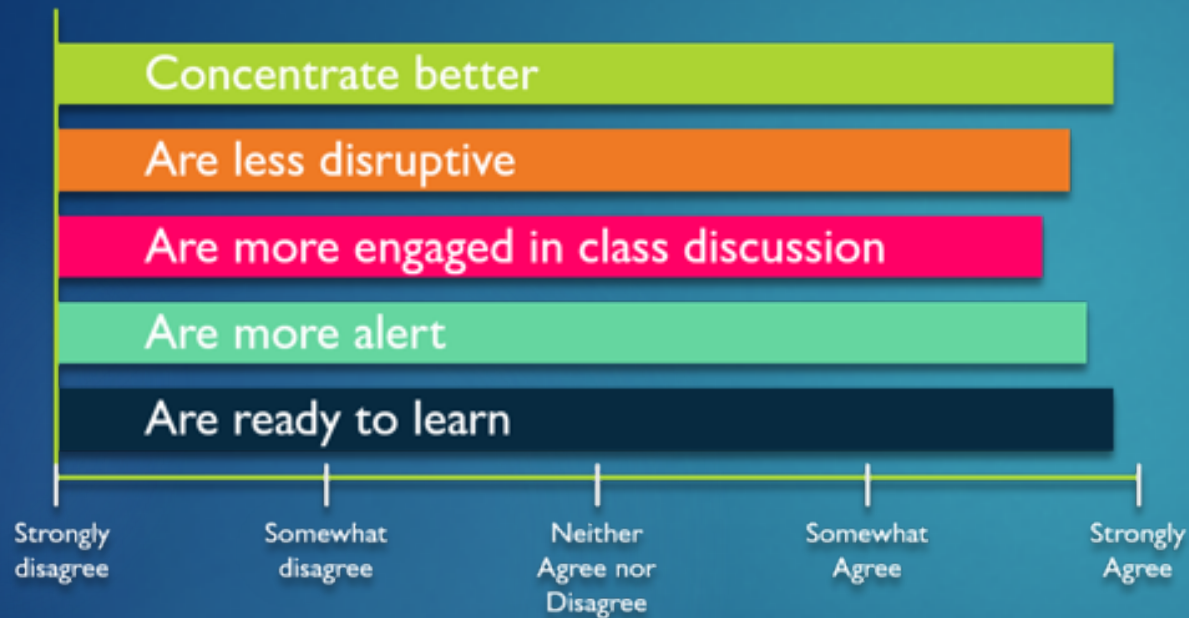 Concentrate better
Are less disruptive
Are more engaged in class discussion
Are more alert
Are ready to learn
Strongly disagree
Somewhat disagree
Neither Agree nor Disagree
Somewhat Agree
Strongly Agree